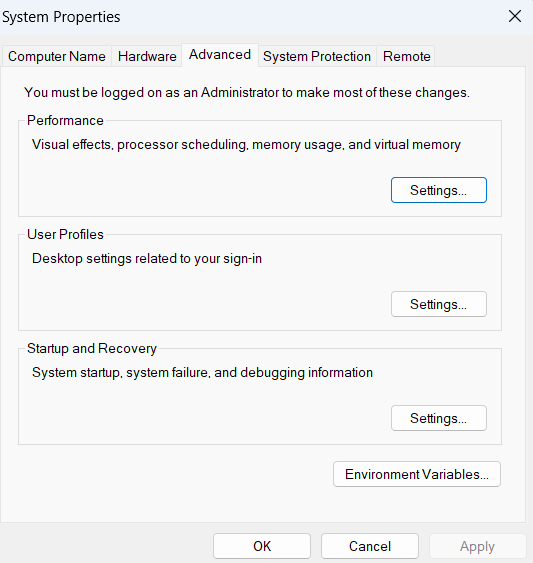 System Properties
Computer Name Hardware Advanced System Protection Remote
You must be logged on as an Administrator to make most of these changes.
Performance
Visual effects, processor scheduling, memory usage, and virtual memory
Settings...
User Profiles
Desktop settings related to your sign-in
Settings...
Startup and Recovery
System startup, system failure, and debugging information
Settings...
Environment Variables...
OK Cancel Apply